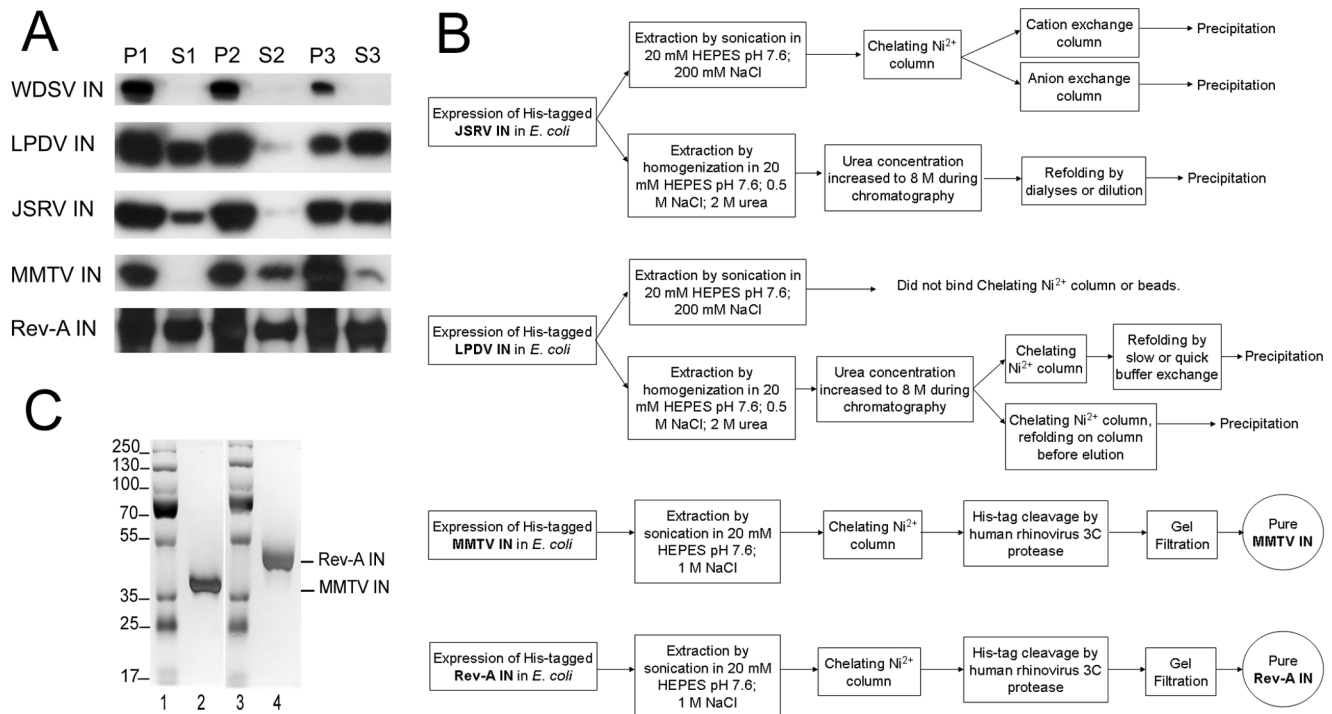 A
P1 S1 P2 S2 P3 S3
WDSV IN
LPDV IN
JSRV IN
MMTV IN
Rev-A IN
B
Expression of His-tagged
JSRV IN in E. coli
Extraction by sonication in
20 mM HEPES pH 7.6;
200 mM NaCl
Chelating Ni²⁺
column
Cation exchange
column
Precipitation
Anion exchange
column
Precipitation
Extraction by
homogenization in 20
mM HEPES pH 7.6; 0.5
M NaCl; 2 M urea
Urea concentration
increased to 8 M during
chromatography
Refolding by
dialyses or dilution
Precipitation
Expression of His-tagged
LPDV IN in E. coli
Extraction by sonication in
20 mM HEPES pH 7.6;
200 mM NaCl
Did not bind Chelating Ni²⁺ column or beads.
Extraction by
homogenization in 20
mM HEPES pH 7.6; 0.5
M NaCl; 2 M urea
Urea concentration
increased to 8 M during
chromatography
Chelating
Ni²⁺ column
Refolding by
slow or quick
buffer exchange
Precipitation
Chelating Ni²⁺ column,
refolding on column
before elution
Precipitation
Expression of His-tagged
MMTV IN in E. coli
Extraction by
sonication in 20 mM
HEPES pH 7.6;
1 M NaCl
Chelating Ni²⁺
column
His-tag cleavage by
human rhinovirus 3C
protease
Gel
Filtration
Pure
MMTV IN
Expression of His-tagged
Rev-A IN in E. coli
Extraction by
sonication in 20 mM
HEPES pH 7.6;
1 M NaCl
Chelating Ni²⁺
column
His-tag cleavage by
human rhinovirus 3C
protease
Gel
Filtration
Pure
Rev-A IN
C
250
130
100
70
55
35
25
17
Rev-A IN
MMTV IN
1 2 3 4